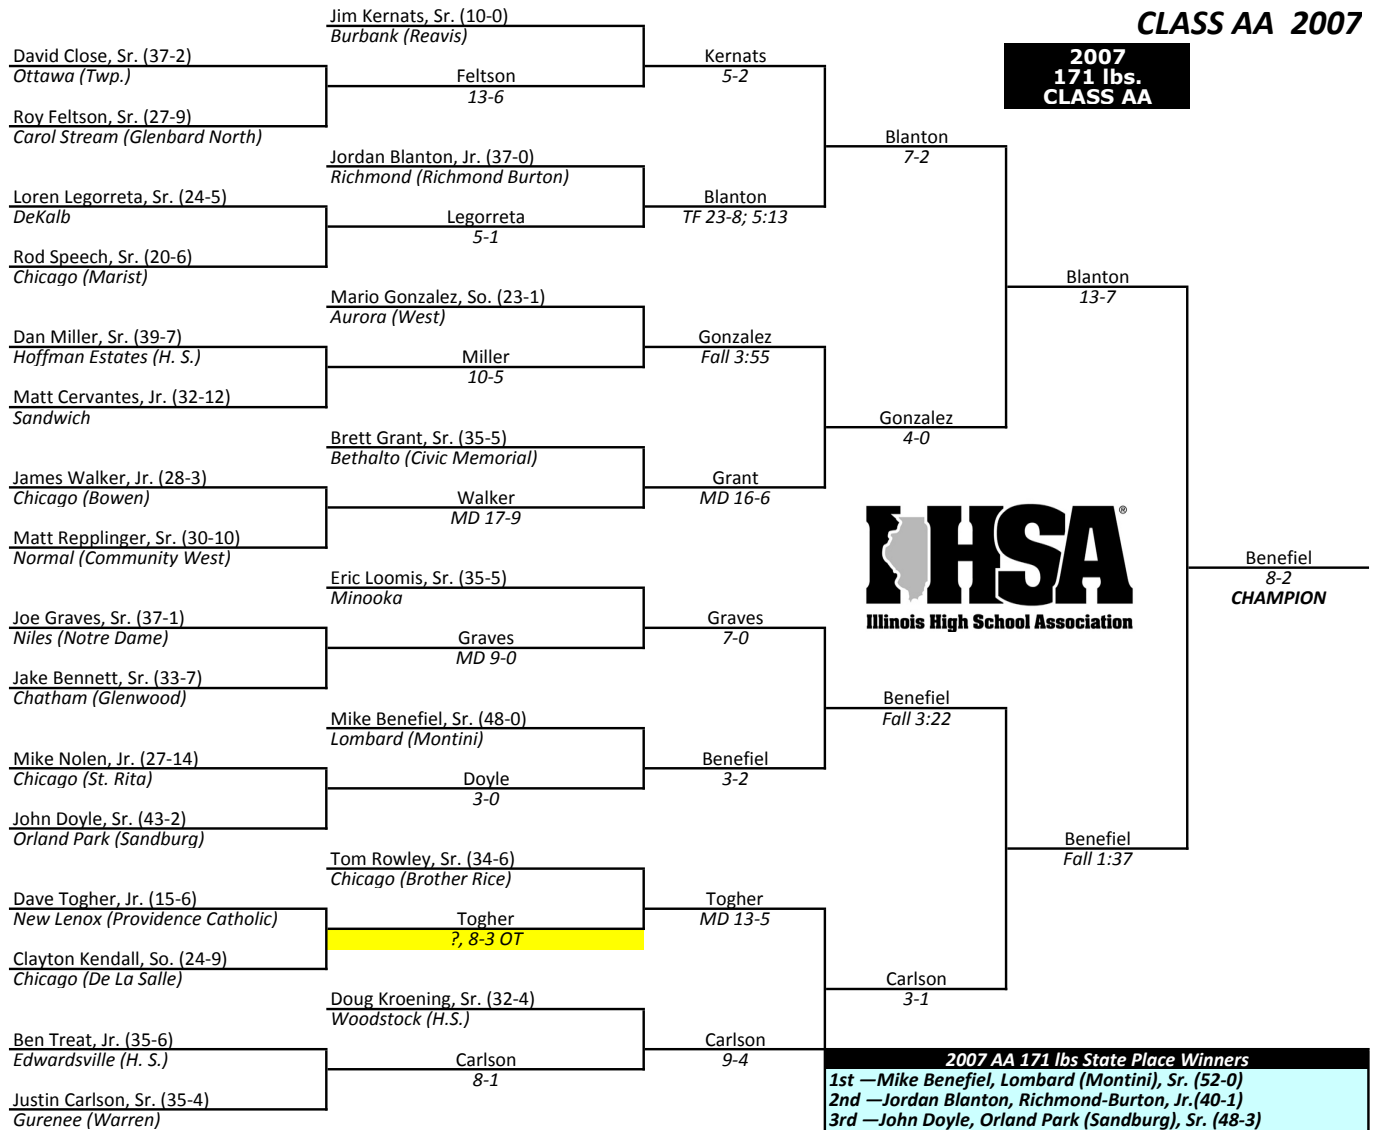 CLASS AA  2007
2007
171 lbs.
CLASS AA
David Close, Sr. (37-2)
Ottawa (Twp.)
Roy Feltson, Sr. (27-9)
Carol Stream (Glenbard North)
Loren Legorreta, Sr. (24-5)
DeKalb
Rod Speech, Sr. (20-6)
Chicago (Marist)
Dan Miller, Sr. (39-7)
Hoffman Estates (H. S.)
Matt Cervantes, Jr. (32-12)
Sandwich
James Walker, Jr. (28-3)
Chicago (Bowen)
Matt Repplinger, Sr. (30-10)
Normal (Community West)
Joe Graves, Sr. (37-1)
Niles (Notre Dame)
Jake Bennett, Sr. (33-7)
Chatham (Glenwood)
Mike Nolen, Jr. (27-14)
Chicago (St. Rita)
John Doyle, Sr. (43-2)
Orland Park (Sandburg)
Dave Togher, Jr. (15-6)
New Lenox (Providence Catholic)
Clayton Kendall, So. (24-9)
Chicago (De La Salle)
Ben Treat, Jr. (35-6)
Edwardsville (H. S.)
Justin Carlson, Sr. (35-4)
Gurenee (Warren)
Jim Kernats, Sr. (10-0)
Burbank (Reavis)
Feltson
13-6
Jordan Blanton, Jr. (37-0)
Richmond (Richmond Burton)
Legorreta
5-1
Mario Gonzalez, So. (23-1)
Aurora (West)
Miller
10-5
Brett Grant, Sr. (35-5)
Bethalto (Civic Memorial)
Walker
MD 17-9
Eric Loomis, Sr. (35-5)
Minooka
Graves
MD 9-0
Mike Benefiel, Sr. (48-0)
Lombard (Montini)
Doyle
3-0
Tom Rowley, Sr. (34-6)
Chicago (Brother Rice)
Togher
?, 8-3 OT
Doug Kroening, Sr. (32-4)
Woodstock (H.S.)
Carlson
8-1
Kernats
5-2
Blanton
TF 23-8; 5:13
Gonzalez
Fall 3:55
Grant
MD 16-6
Graves
7-0
Benefiel
3-2
Togher
MD 13-5
Carlson
9-4
Blanton
7-2
Gonzalez
4-0
Benefiel
Fall 3:22
Carlson
3-1
Blanton
13-7
Benefiel
Fall 1:37
Benefiel
8-2
CHAMPION
IHSA®
Illinois High School Association
2007 AA 171 lbs State Place Winners
1st —Mike Benefiel, Lombard (Montini), Sr. (52-0)
2nd —Jordan Blanton, Richmond-Burton, Jr.(40-1)
3rd —John Doyle, Orland Park (Sandburg), Sr. (48-3)